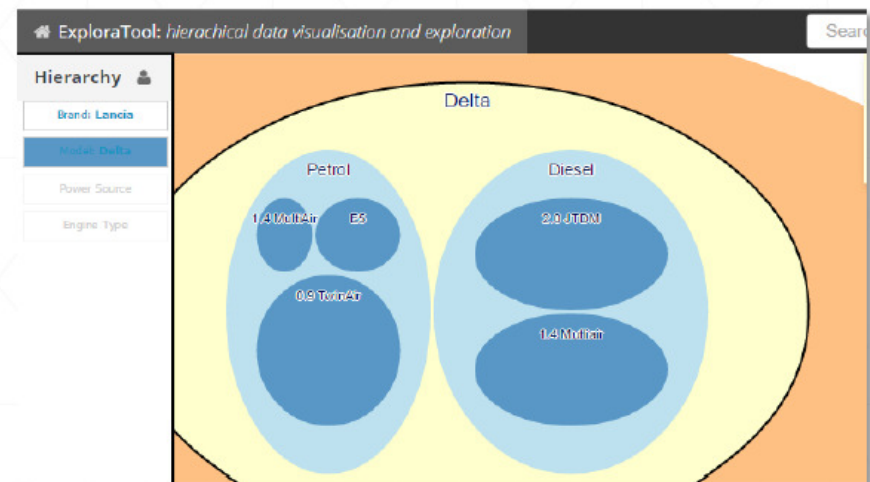 ExploraTool: hierachical data visualisation and exploration
Searc
Hierarchy
Brand: Lancia
Model: Delta
Power Source
Engine Type
Delta
Petrol
Diesel
1.4 MultiAir
E5
2.0 JTDM
0.9 TwinAir
1.4 Multiair